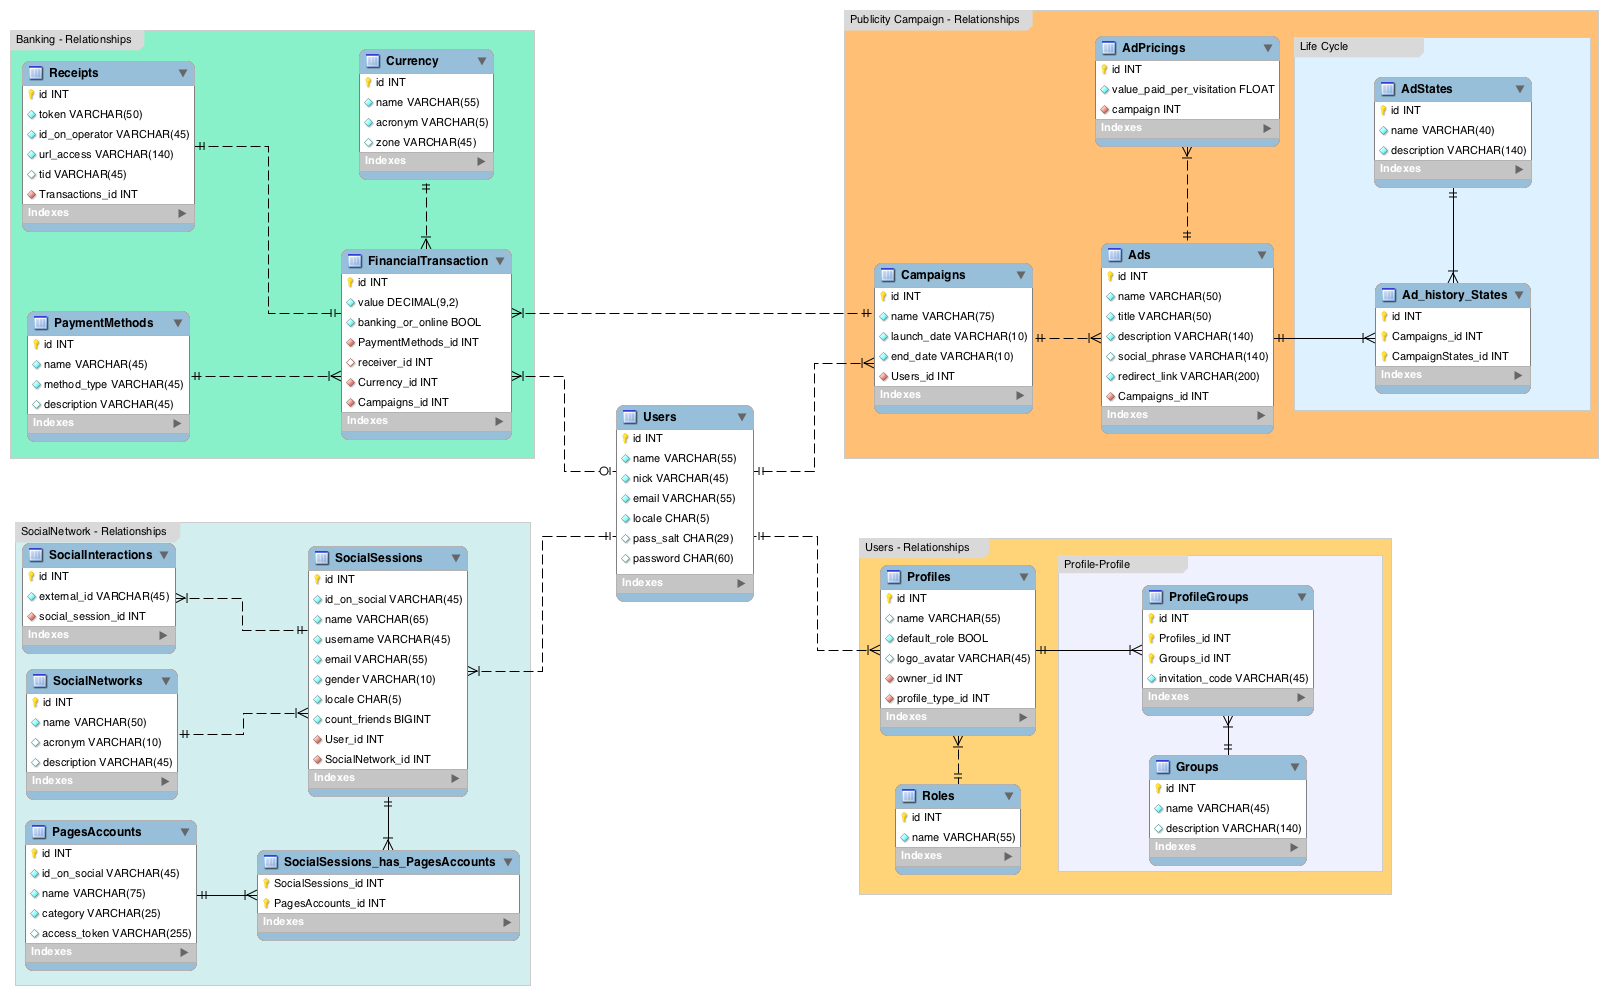 Banking - Relationships
Receipts
id INT
token VARCHAR(50)
id_on_operator VARCHAR(45)
url_access VARCHAR(140)
tid VARCHAR(45)
Transactions_id INT
Indexes
Currency
id INT
name VARCHAR(55)
acronym VARCHAR(5)
zone VARCHAR(45)
Indexes
FinancialTransaction
id INT
value DECIMAL(9,2)
banking_or_online BOOL
PaymentMethods_id INT
receiver_id INT
Currency_id INT
Campaigns_id INT
Indexes
PaymentMethods
id INT
name VARCHAR(45)
method_type VARCHAR(45)
description VARCHAR(45)
Indexes
Publicity Campaign - Relationships
AdPricings
id INT
value_paid_per_visitation FLOAT
campaign INT
Indexes
Campaigns
id INT
name VARCHAR(75)
launch_date VARCHAR(10)
end_date VARCHAR(10)
Users_id INT
Indexes
Ads
id INT
name VARCHAR(50)
title VARCHAR(50)
description VARCHAR(140)
social_phrase VARCHAR(140)
redirect_link VARCHAR(200)
Campaigns_id INT
Indexes
Life Cycle
AdStates
id INT
name VARCHAR(40)
description VARCHAR(140)
Indexes
Ad_history_States
id INT
Campaigns_id INT
CampaignStates_id INT
Indexes
Users
id INT
name VARCHAR(55)
nick VARCHAR(45)
email VARCHAR(55)
locale CHAR(5)
pass_salt CHAR(29)
password CHAR(60)
Indexes
SocialNetwork - Relationships
SocialInteractions
id INT
external_id VARCHAR(45)
social_session_id INT
Indexes
SocialNetworks
id INT
name VARCHAR(50)
acronym VARCHAR(10)
description VARCHAR(45)
Indexes
SocialSessions
id INT
id_on_social VARCHAR(45)
name VARCHAR(65)
username VARCHAR(45)
email VARCHAR(55)
gender VARCHAR(10)
locale CHAR(5)
count_friends BIGINT
User_id INT
SocialNetwork_id INT
Indexes
PagesAccounts
id INT
id_on_social VARCHAR(45)
name VARCHAR(75)
category VARCHAR(25)
access_token VARCHAR(255)
Indexes
SocialSessions_has_PagesAccounts
SocialSessions_id INT
PagesAccounts_id INT
Indexes
Users - Relationships
Profiles
id INT
name VARCHAR(55)
default_role BOOL
logo_avatar VARCHAR(45)
owner_id INT
profile_type_id INT
Indexes
Roles
id INT
name VARCHAR(55)
Indexes
Profile-Profile
ProfileGroups
id INT
Profiles_id INT
Groups_id INT
invitation_code VARCHAR(45)
Indexes
Groups
id INT
name VARCHAR(45)
description VARCHAR(140)
Indexes